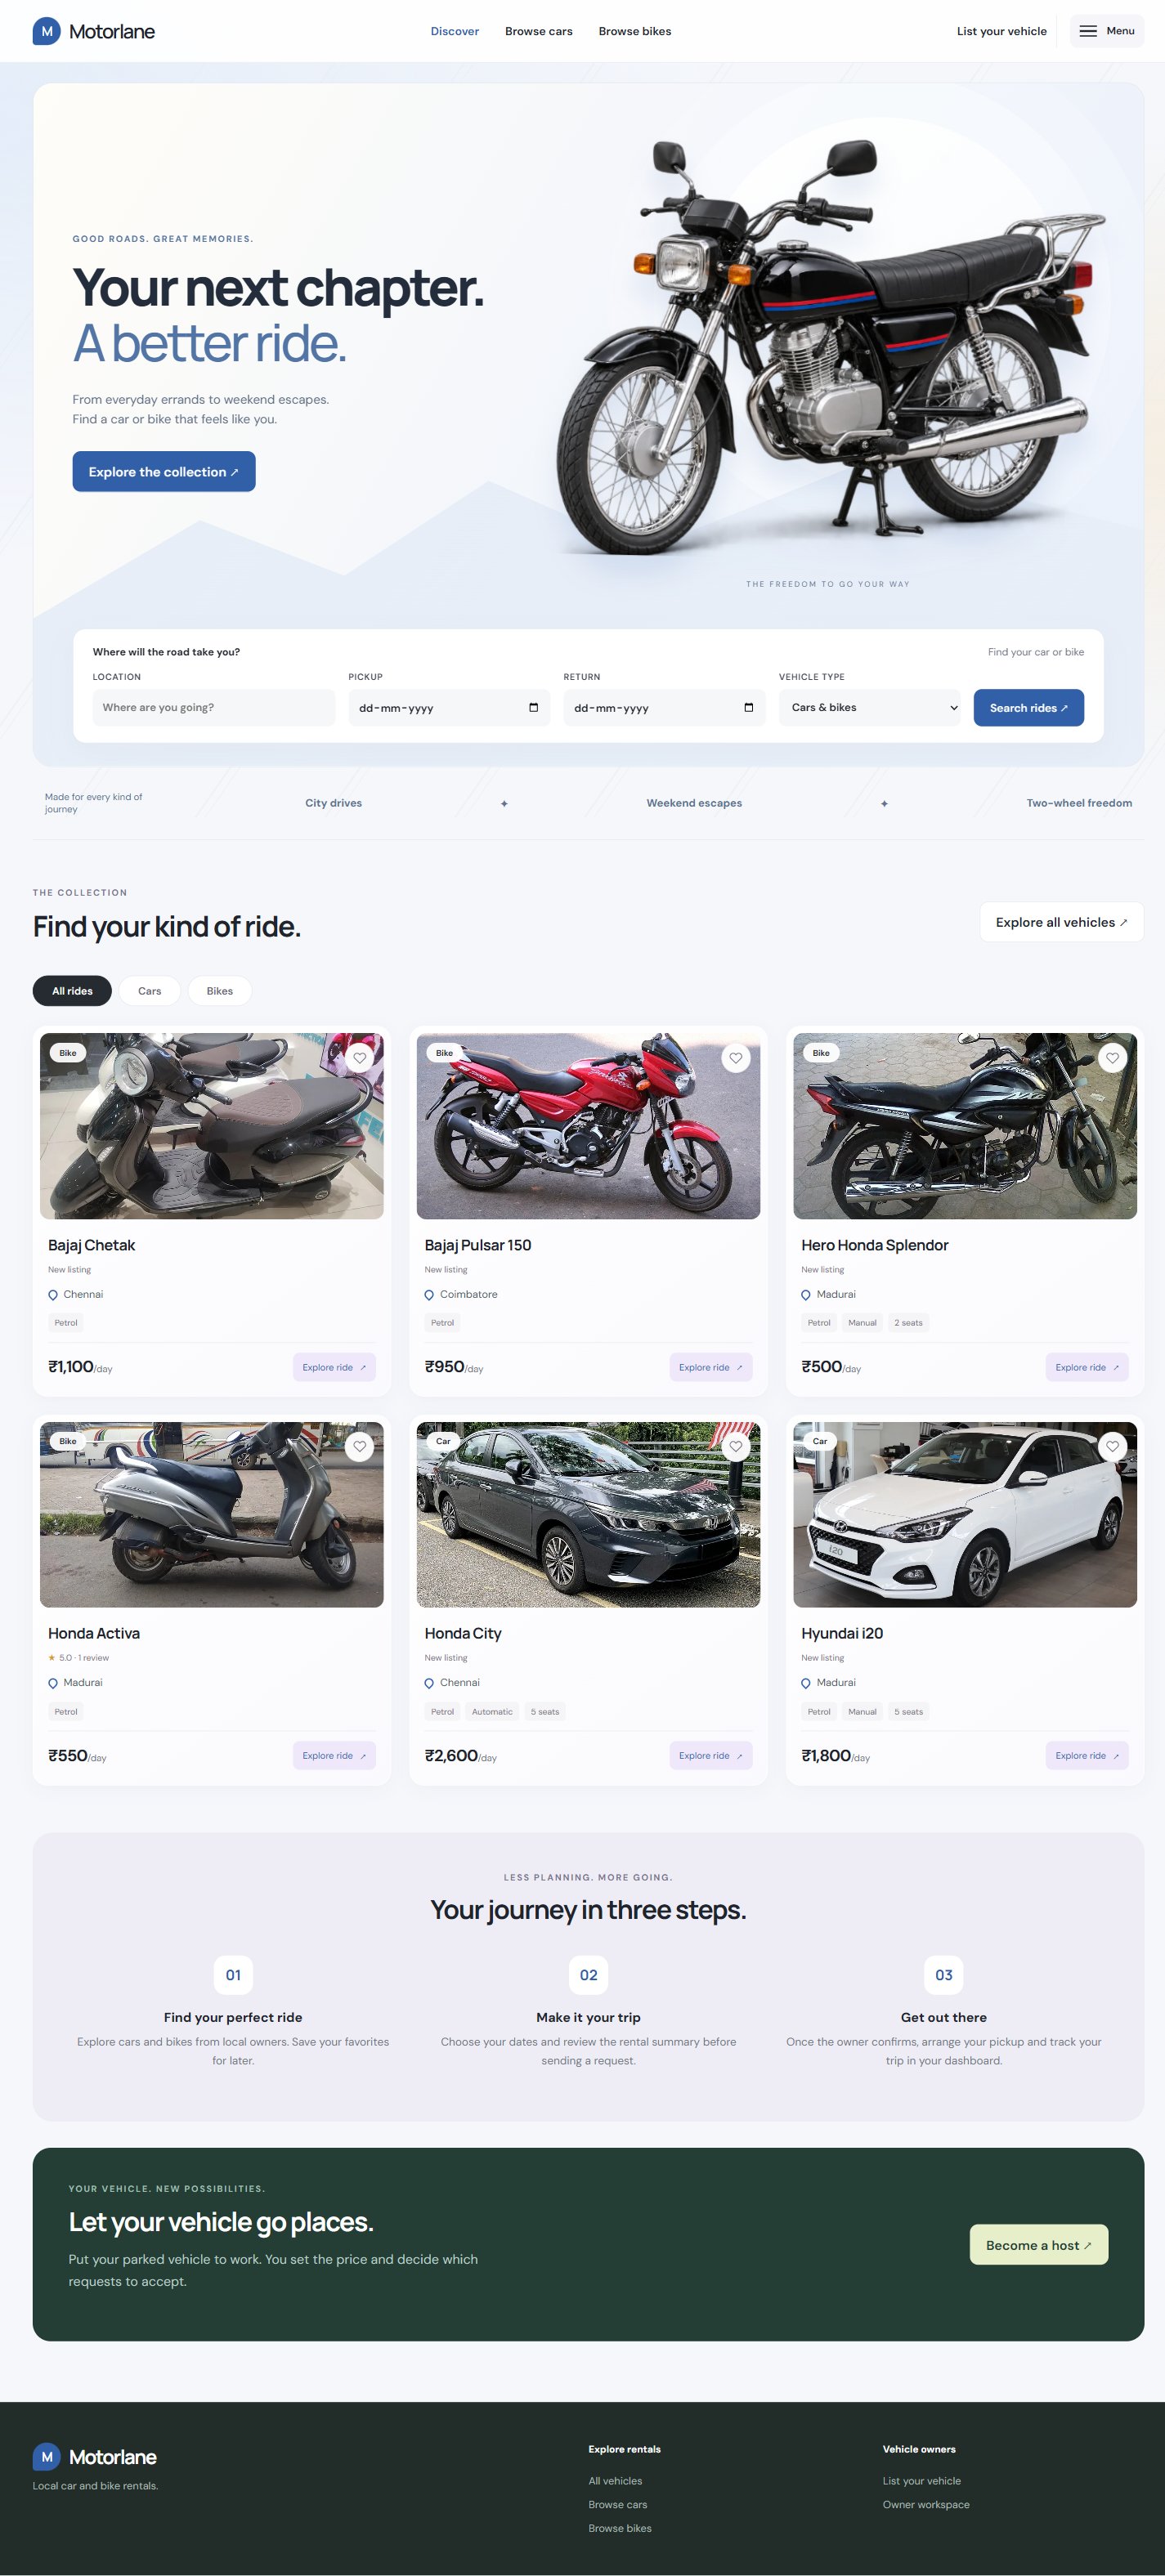 M Motorlane
Discover Browse cars Browse bikes
List your vehicle
Menu
GOOD ROADS. GREAT MEMORIES.
Your next chapter.
A better ride.
From everyday errands to weekend escapes.
Find a car or bike that feels like you.
Explore the collection ↗
THE FREEDOM TO GO YOUR WAY
Where will the road take you?
Find your car or bike
LOCATION PICKUP RETURN VEHICLE TYPE
Where are you going? dd-mm-yyyy dd-mm-yyyy Cars & bikes Search rides ↗
Made for every kind of
journey
City drives ✦ Weekend escapes ✦ Two-wheel freedom
THE COLLECTION
Find your kind of ride.
Explore all vehicles ↗
All rides Cars Bikes
Bike
Bajaj Chetak
New listing
Chennai
Petrol
₹1,100/day Explore ride ↗
Bike
Bajaj Pulsar 150
New listing
Coimbatore
Petrol
₹950/day Explore ride ↗
Bike
Hero Honda Splendor
New listing
Madurai
Petrol Manual 2 seats
₹500/day Explore ride ↗
Bike
Honda Activa
★ 5.0 · 1 review
Madurai
Petrol
₹550/day Explore ride ↗
Car
Honda City
New listing
Chennai
Petrol Automatic 5 seats
₹2,600/day Explore ride ↗
Car
i20
Hyundai i20
New listing
Madurai
Petrol Manual 5 seats
₹1,800/day Explore ride ↗
LESS PLANNING. MORE GOING.
Your journey in three steps.
01
Find your perfect ride
Explore cars and bikes from local owners. Save your favorites
for later.
02
Make it your trip
Choose your dates and review the rental summary before
sending a request.
03
Get out there
Once the owner confirms, arrange your pickup and track your
trip in your dashboard.
YOUR VEHICLE. NEW POSSIBILITIES.
Let your vehicle go places.
Put your parked vehicle to work. You set the price and decide which
requests to accept.
Become a host ↗
M Motorlane
Local car and bike rentals.
Explore rentals
All vehicles
Browse cars
Browse bikes
Vehicle owners
List your vehicle
Owner workspace